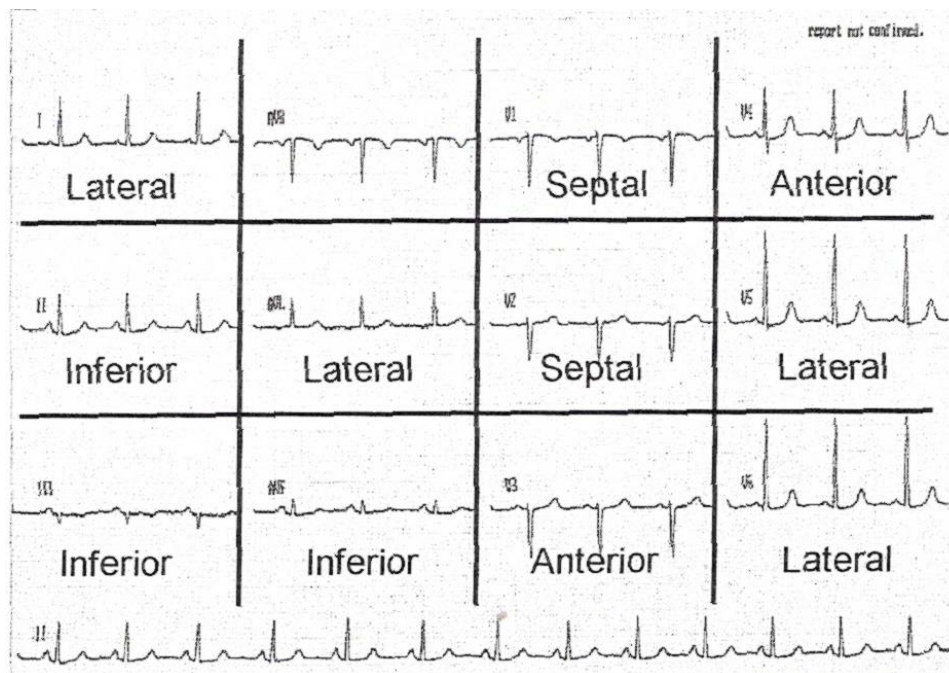 report not confirmed.
I aVR V1 V4
Lateral Septal Anterior
II aVL V2 V5
Inferior Lateral Septal Lateral
III aVF V3 V6
Inferior Inferior Anterior Lateral
II